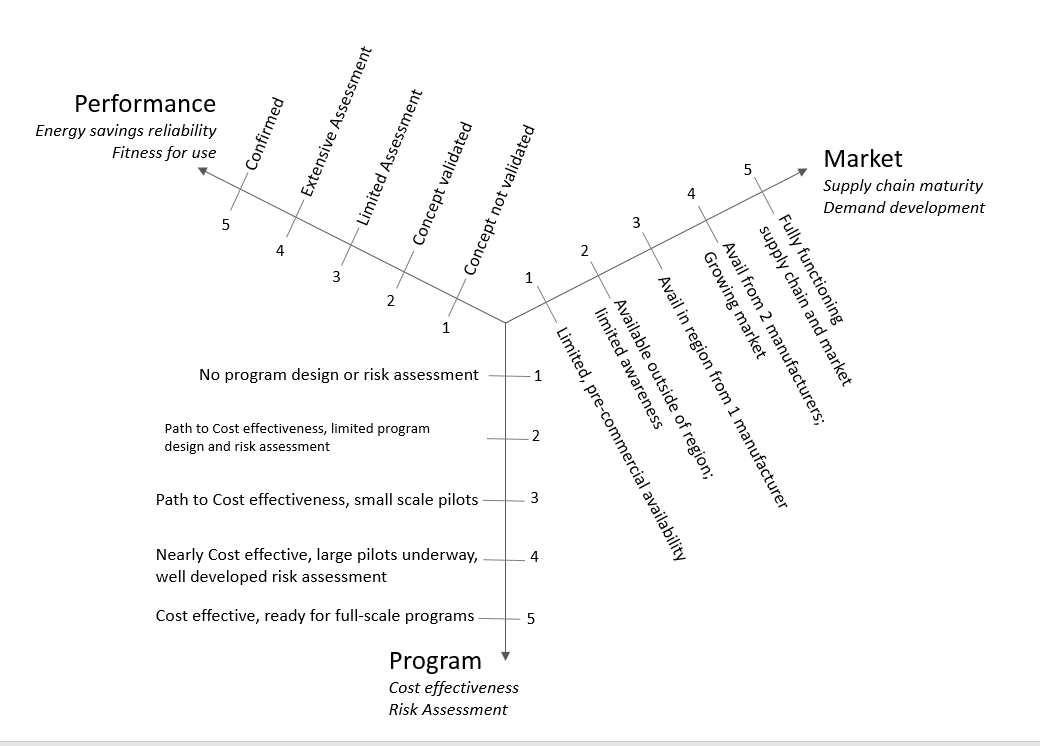 Performance
Energy savings reliability
Fitness for use
Confirmed
Extensive Assessment
Limited Assessment
Concept validated
Concept not validated
5
4
3
2
1
Market
Supply chain maturity
Demand development
1
2
3
4
5
Limited, pre-commercial availability
Available outside of region;
limited awareness
Avail in region from 1 manufacturer
Avail from 2 manufacturers;
Growing market
Fully functioning
supply chain and market
No program design or risk assessment
1
Path to Cost effectiveness, limited program
design and risk assessment
2
Path to Cost effectiveness, small scale pilots
3
Nearly Cost effective, large pilots underway,
well developed risk assessment
4
Cost effective, ready for full-scale programs
5
Program
Cost effectiveness
Risk Assessment